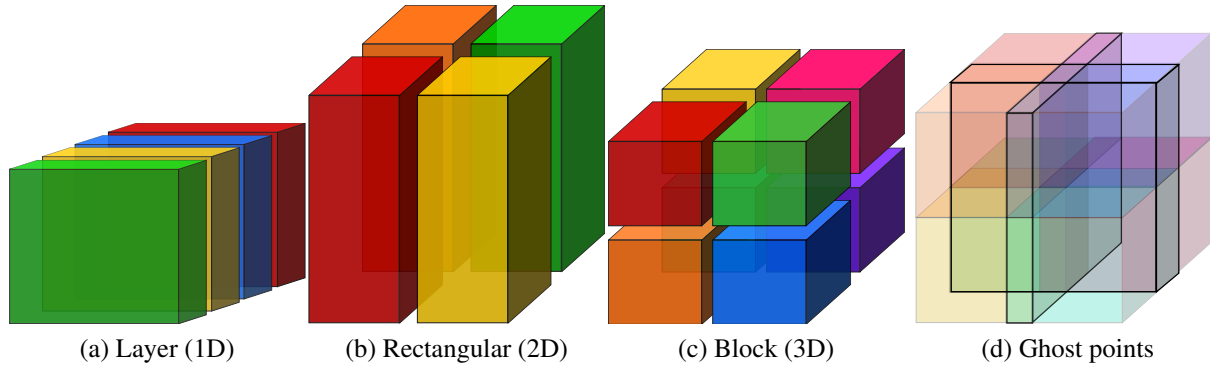 (a) Layer (1D)
(b) Rectangular (2D)
(c) Block (3D)
(d) Ghost points